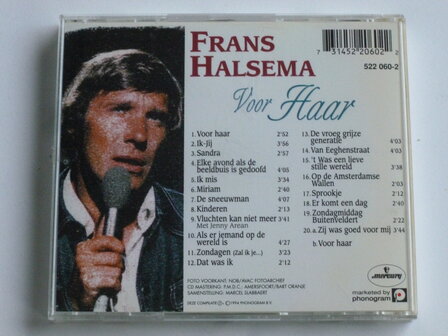 FRANS
HALSEMA
Voor Haar
7 31452 20602 2
522 060-2
1. Voor haar 2'52
2. Ik-Jij 3'56
3. Sandra 2'57
4. Elke avond als de
beeldbuis is gedoofd 4'05
5. Ik mis 3'34
6. Miriam 2'40
7. De sneeuwman 4'07
8. Kinderen 2'13
9. Vluchten kan niet meer 3'41
Met Jenny Arean
10. Als er iemand op de
wereld is 4'27
11. Zondagen (Zal ik je...) 3'23
12. Dat was ik 2'12
13. De vroeg grijze
generatie 4'03
14. Van Eeghenstraat 4'03
15. 't Was een lieve
stille wereld 3'38
16. Op de Amsterdamse
Wallen 2'03
17. Sprookje 2'12
18. Er komt een dag 2'40
19. Zondagmiddag
Buitenveldert 2'27
20. a. Zij was goed voor mij 3'44
b. Voor haar
FOTO VOORKANT: NOB/AVAC FOTOARCHIEF
CD MASTERING: P.M.D.C.; AMERSFOORT/BART ORANJE
SAMENSTELLING: MARCEL SLABBAERT
DEZE COMPILATIE ℗ © 1994 PHONOGRAM B.V.
mercury
marketed by
phonogram